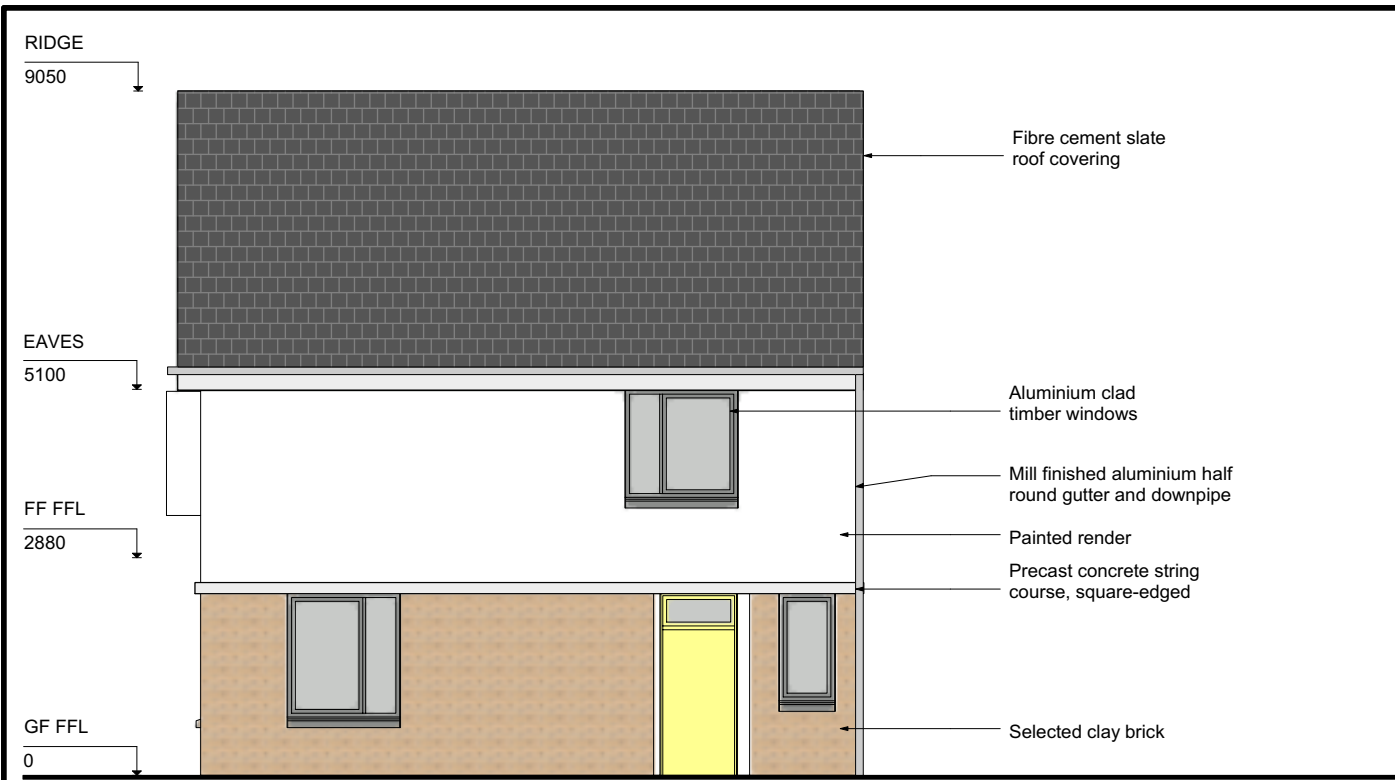 RIDGE
9050
Fibre cement slate
roof covering
EAVES
5100
Aluminium clad
timber windows
Mill finished aluminium half
round gutter and downpipe
FF FFL
2880
Painted render
Precast concrete string
course, square-edged
GF FFL
0
Selected clay brick